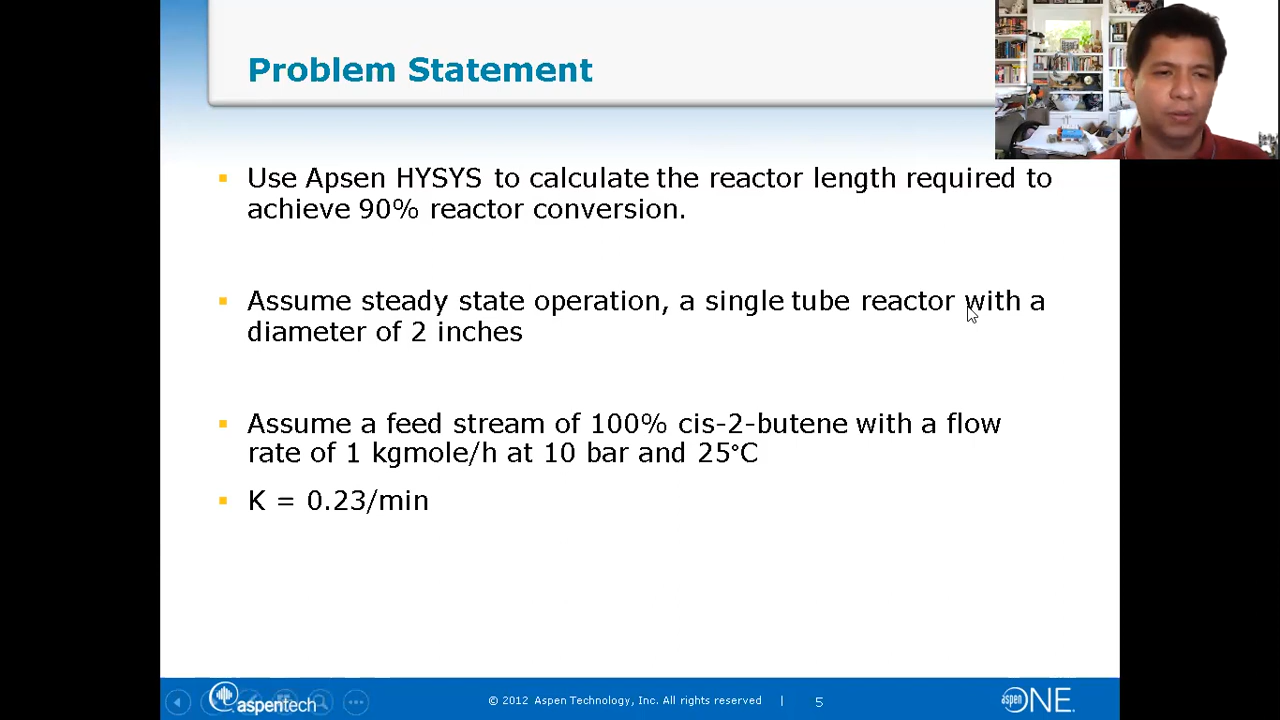 Problem Statement
Use Apsen HYSYS to calculate the reactor length required to
achieve 90% reactor conversion.
Assume steady state operation, a single tube reactor with a
diameter of 2 inches
Assume a feed stream of 100% cis-2-butene with a flow
rate of 1 kgmole/h at 10 bar and 25°C
K = 0.23/min
aspentech
© 2012 Aspen Technology, Inc. All rights reserved | 5
aspen ONE